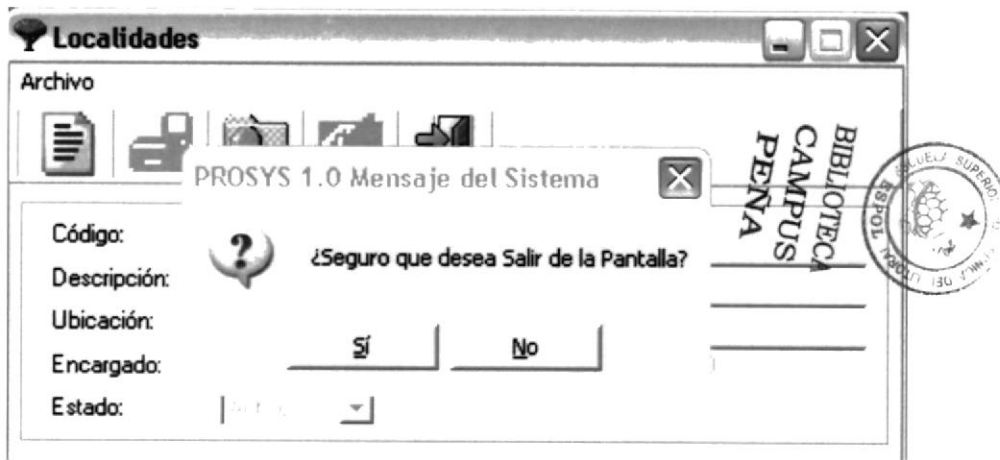 Localidades
Archivo
PROSYS 1.0 Mensaje del Sistema
¿Seguro que desea Salir de la Pantalla?
Sí
No
Código:
Descripción:
Ubicación:
Encargado:
Estado:
BIBLIOTECA
CAMPUS
PEÑA
ESPOL